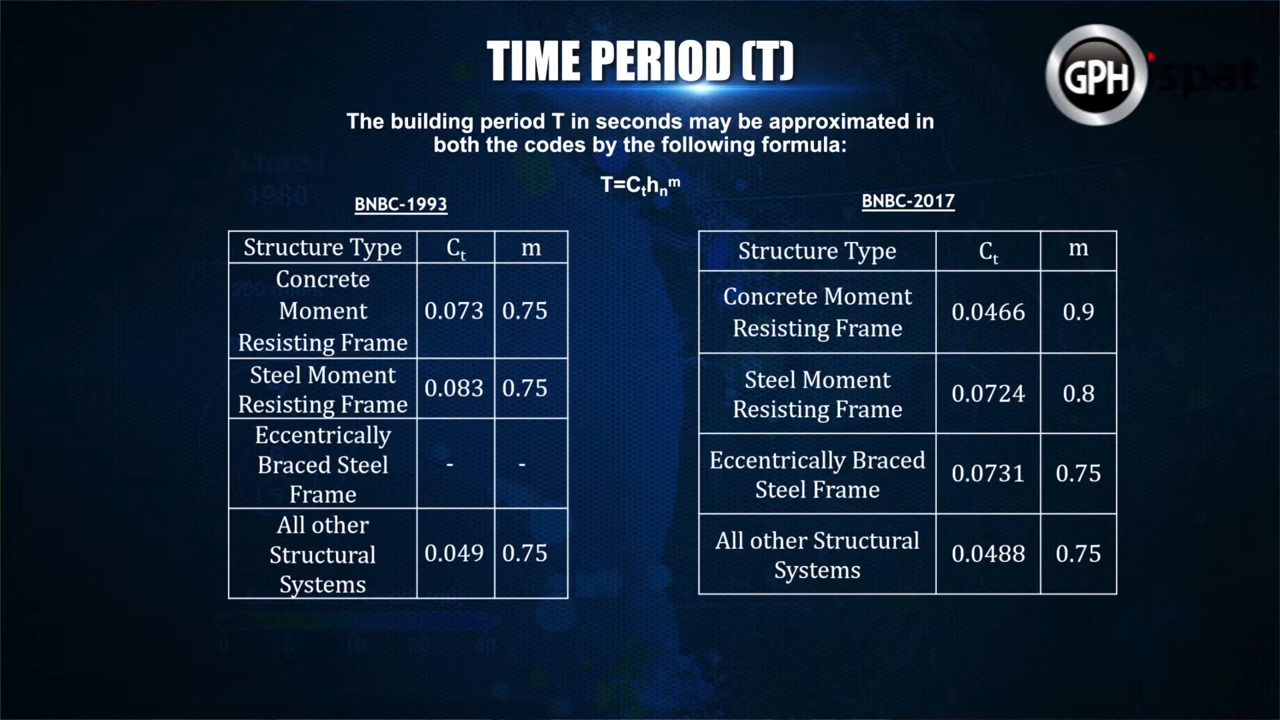 TIME PERIOD (T)
GPH ispat
The building period T in seconds may be approximated in
both the codes by the following formula:
T=Cₜhₙᵐ
BNBC-1993
Structure Type Cₜ m
Concrete
Moment
Resisting Frame 0.073 0.75
Steel Moment
Resisting Frame 0.083 0.75
Eccentrically
Braced Steel
Frame - -
All other
Structural
Systems 0.049 0.75
BNBC-2017
Structure Type Cₜ m
Concrete Moment
Resisting Frame 0.0466 0.9
Steel Moment
Resisting Frame 0.0724 0.8
Eccentrically Braced
Steel Frame 0.0731 0.75
All other Structural
Systems 0.0488 0.75